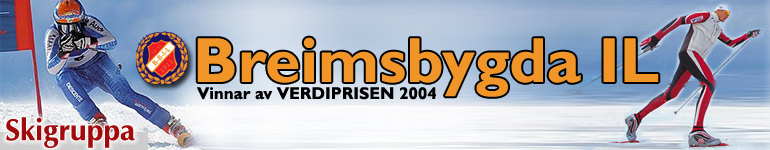 Breimsbygda IL
Vinnar av VERDIPRISEN 2004
Skigruppa